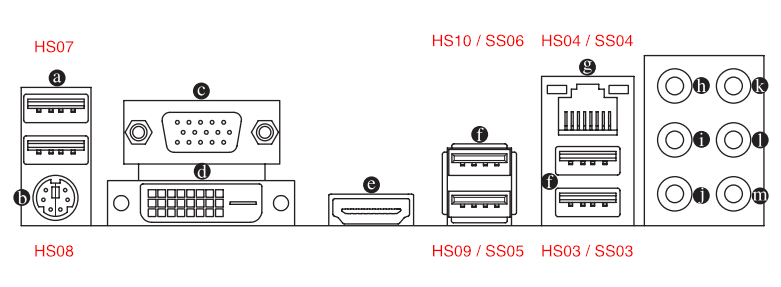 HS07
HS10 / SS06
HS04 / SS04
a
g
c
h
k
f
i
l
d
b
e
f
j
m
HS08
HS09 / SS05
HS03 / SS03